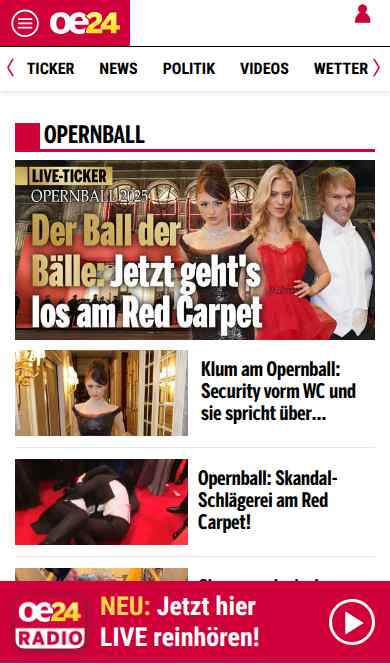 oe24
TICKER NEWS POLITIK VIDEOS WETTER
OPERNBALL
LIVE-TICKER
OPERNBALL 2025
Der Ball der
Bälle: Jetzt geht's
los am Red Carpet
Klum am Opernball:
Security vorm WC und
sie spricht über...
Opernball: Skandal-
Schlägerei am Red
Carpet!
oe24
RADIO
NEU: Jetzt hier
LIVE reinhören!